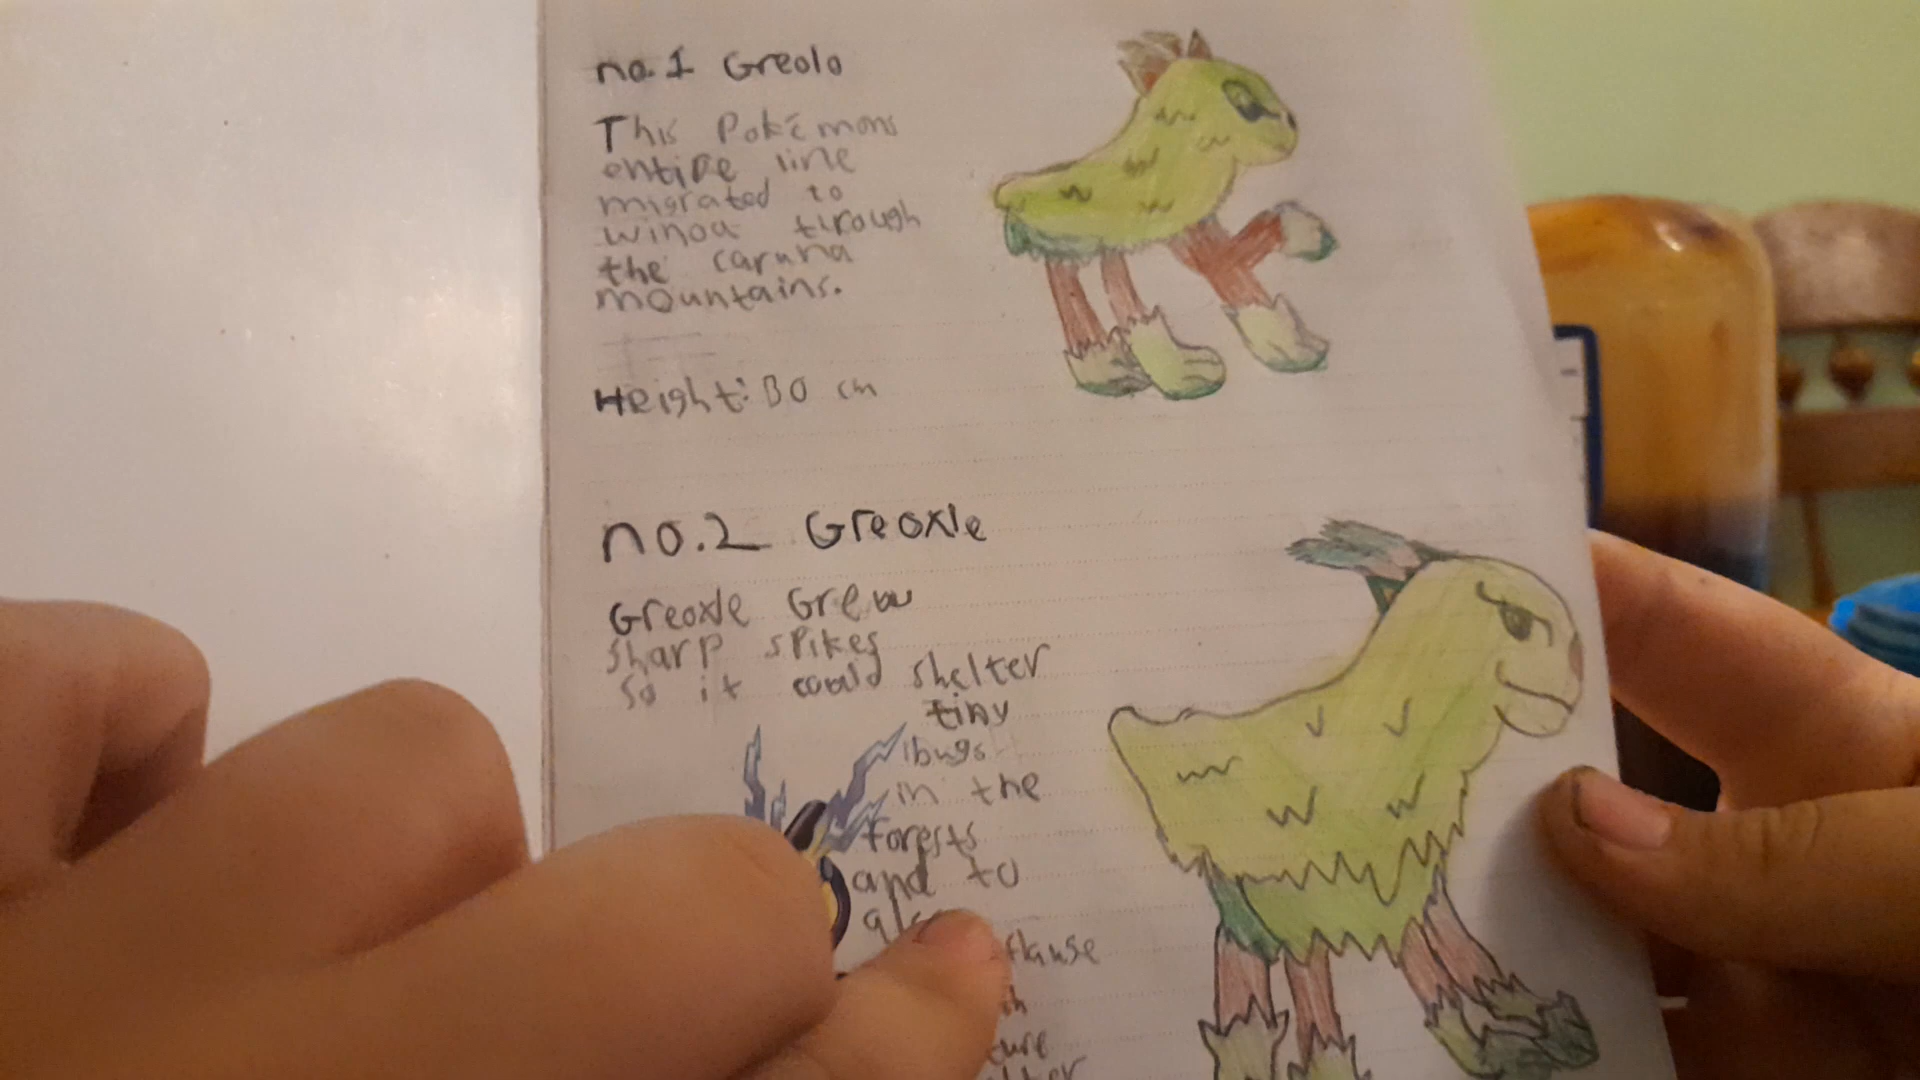 no.1 Greolo
This Pokémons
entire line
migrated to
winoa through
the caruna
mountains.
Height: 30 cm
no.2 Greoxle
Greoxle Grew
sharp spikes
so it could shelter
tiny
bugs
in the
forests
and to